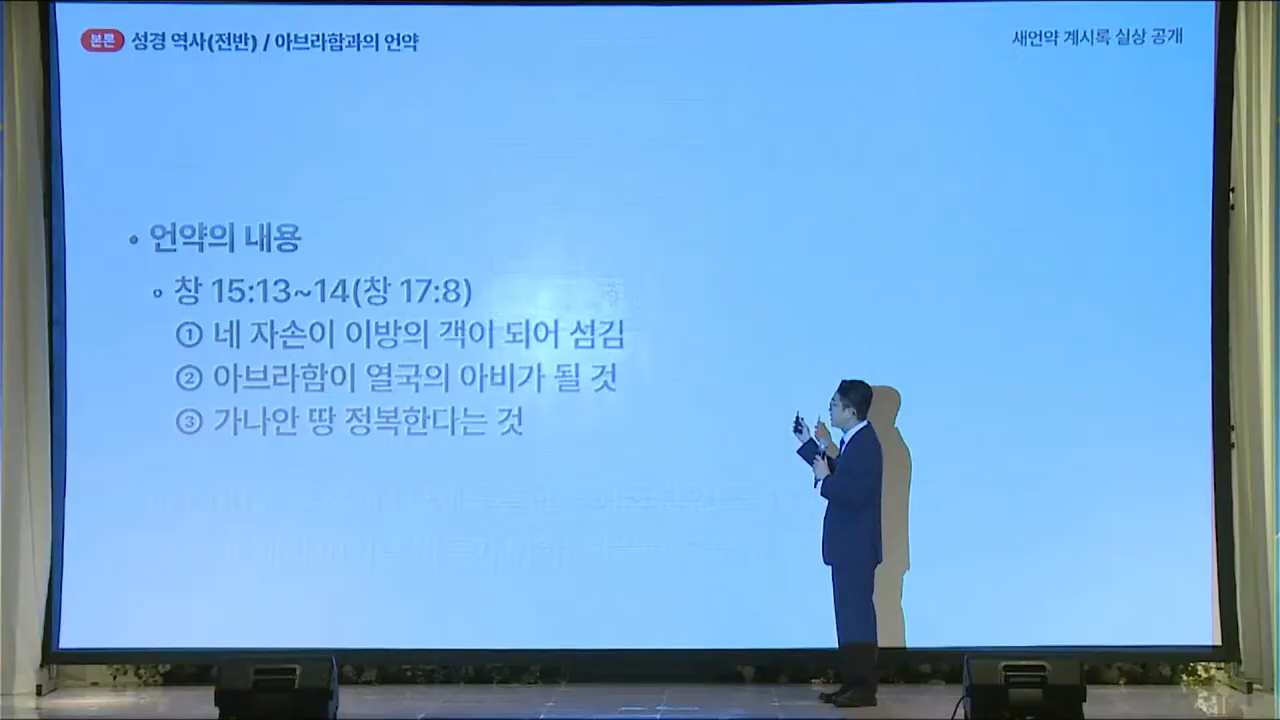 본론 성경 역사(전반) / 아브라함과의 언약
새언약 계시록 실상 공개
• 언약의 내용
◦ 창 15:13~14(창 17:8)
① 네 자손이 이방의 객이 되어 섬김
② 아브라함이 열국의 아비가 될 것
③ 가나안 땅 정복한다는 것